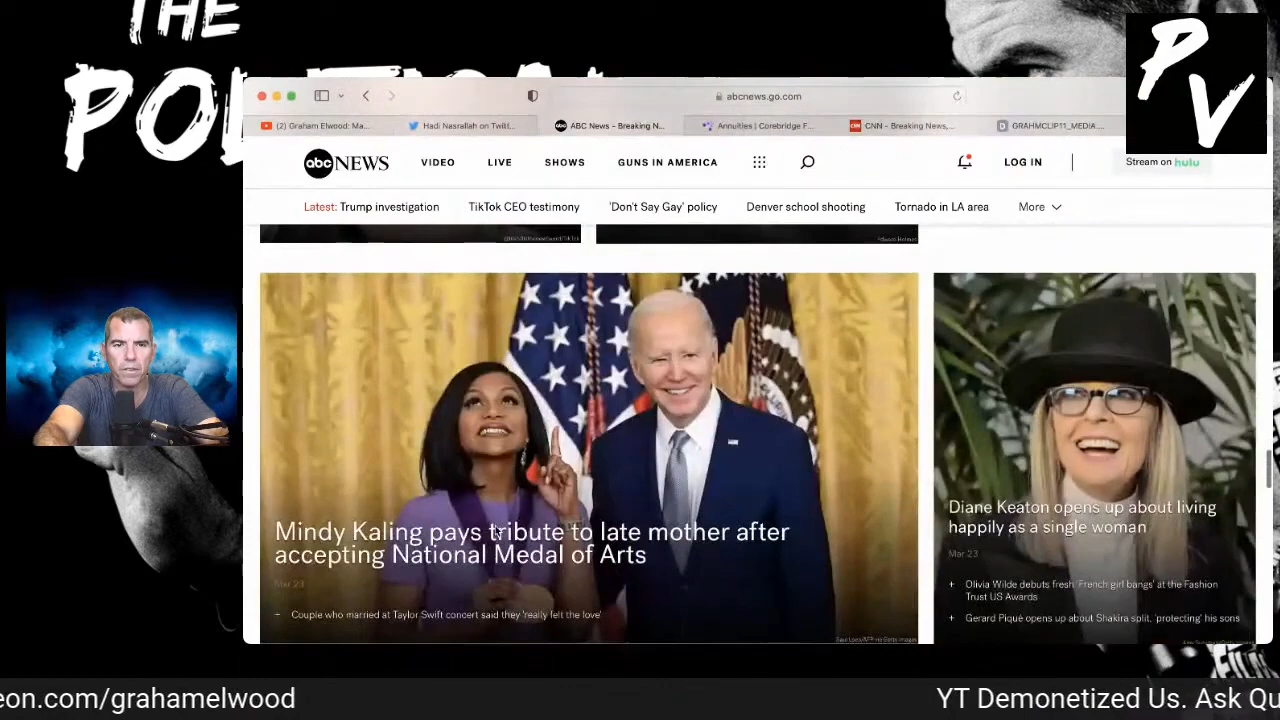 THE
POLITICAL
PV
abcnews.go.com
(2) Graham Elwood: Ma...
Hadi Nasrallah on Twitt...
ABC News – Breaking N...
Annuities | Corebridge F...
CNN - Breaking News,...
GRAHMCLIP11_MEDIA....
abc NEWS
VIDEO
LIVE
SHOWS
GUNS IN AMERICA
LOG IN
Stream on hulu
Latest: Trump investigation
TikTok CEO testimony
'Don't Say Gay' policy
Denver school shooting
Tornado in LA area
More
Mindy Kaling pays tribute to late mother after
accepting National Medal of Arts
Mar 23
Couple who married at Taylor Swift concert said they 'really felt the love'
Diane Keaton opens up about living
happily as a single woman
Mar 23
+ Olivia Wilde debuts fresh 'French girl bangs' at the Fashion
Trust US Awards
+ Gerard Piqué opens up about Shakira split, 'protecting' his sons
eon.com/grahamelwood
YT Demonetized Us. Ask Qu